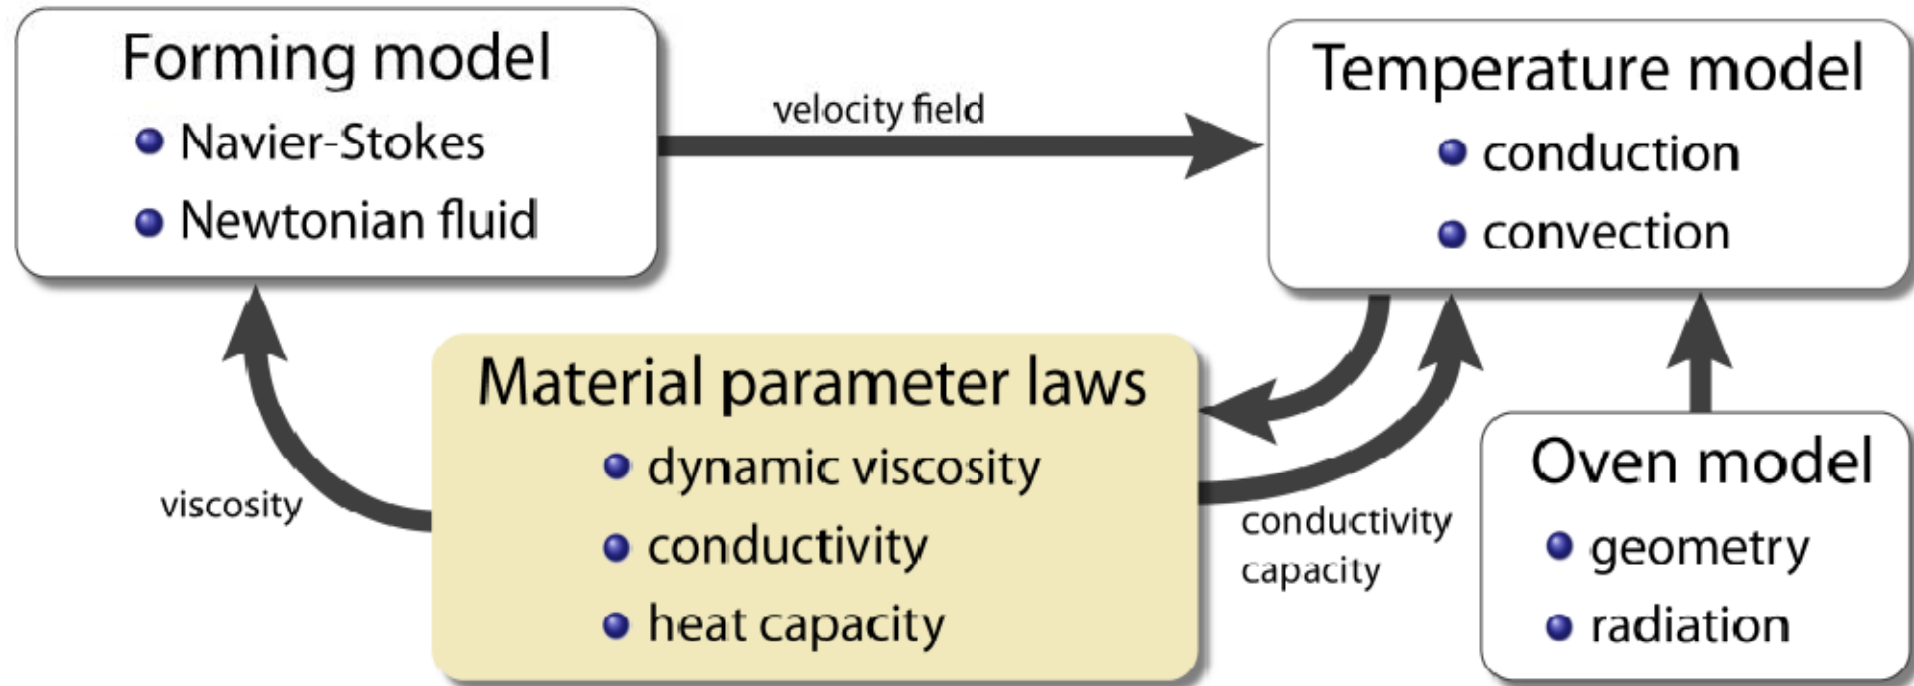 Forming model
Navier-Stokes
Newtonian fluid
velocity field
Temperature model
conduction
convection
Material parameter laws
dynamic viscosity
conductivity
heat capacity
viscosity
conductivity
capacity
Oven model
geometry
radiation